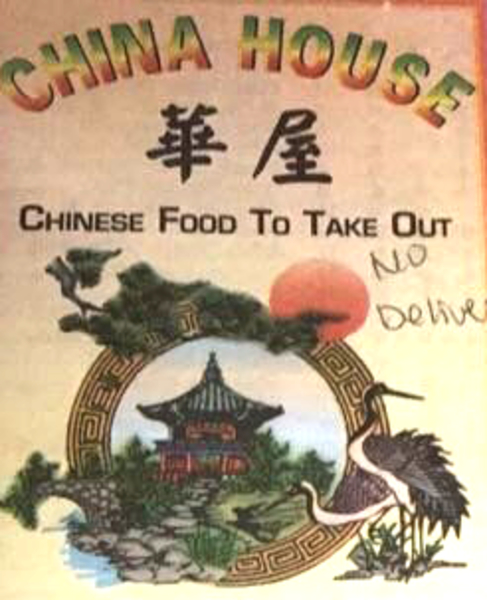 CHINA HOUSE
華屋
CHINESE FOOD TO TAKE OUT
NO
Delive